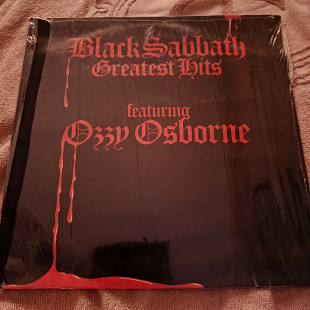 Black Sabbath
Greatest Hits
featuring
Ozzy Osborne